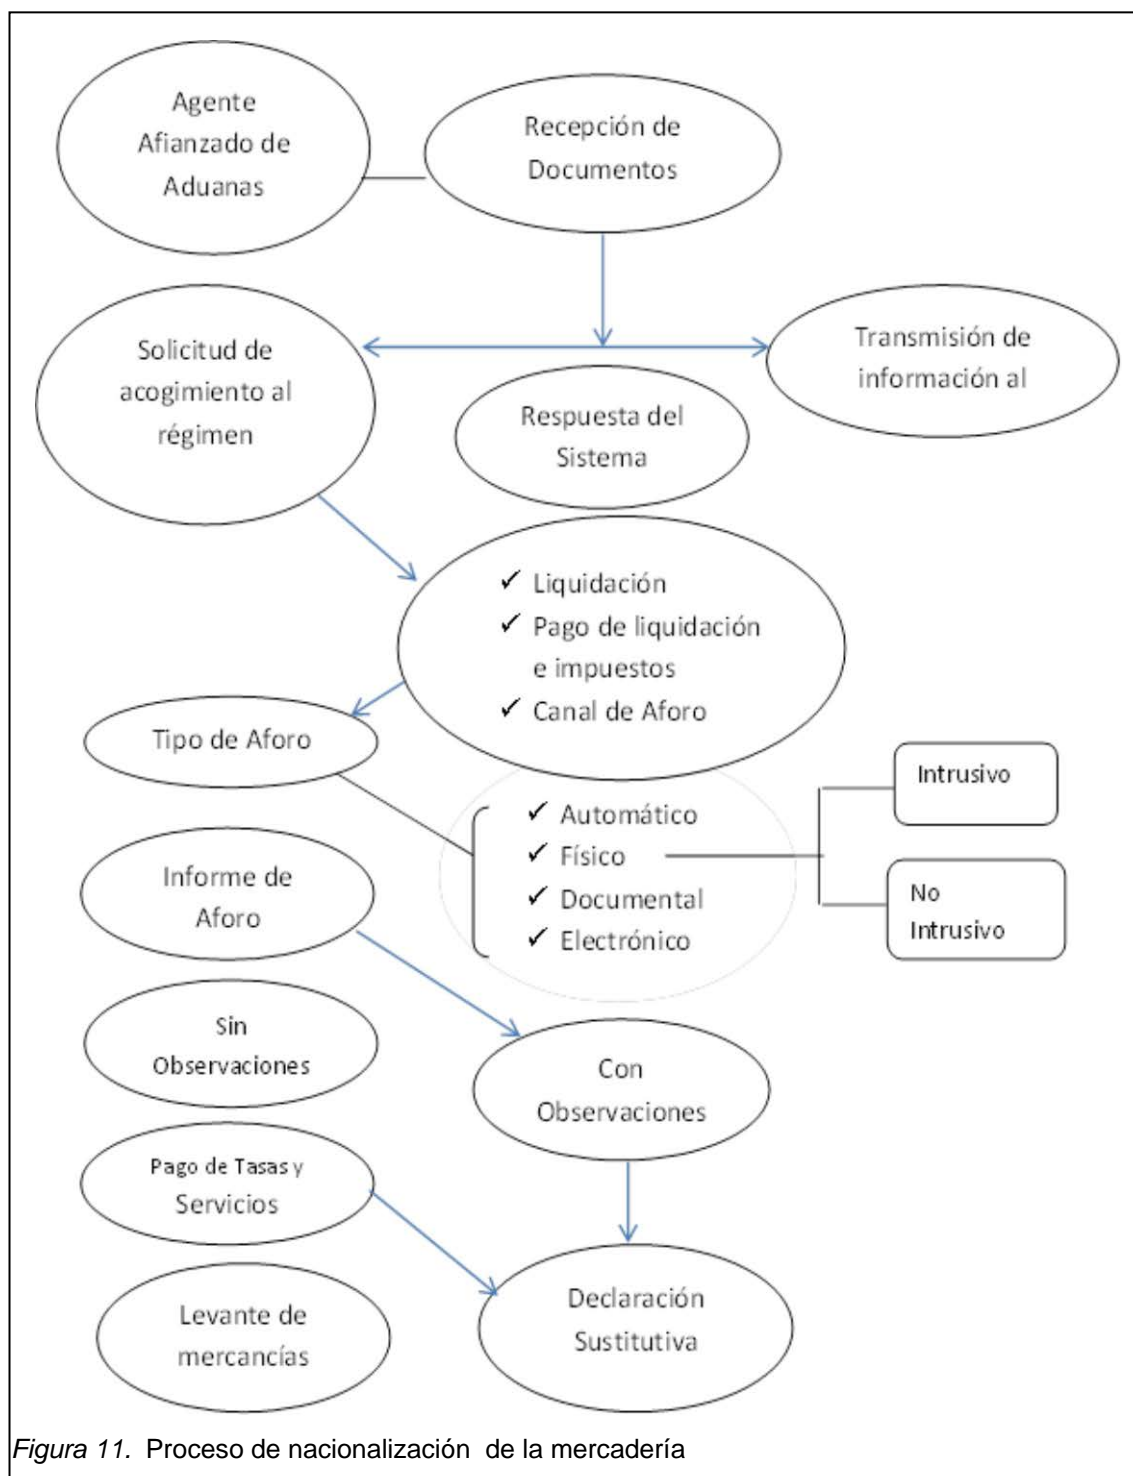 Agente
Afianzado de
Aduanas
Recepción de
Documentos
Solicitud de
acogimiento al
régimen
Transmisión de
información al
Respuesta del
Sistema
✓ Liquidación
✓ Pago de liquidación
e impuestos
✓ Canal de Aforo
Tipo de Aforo
✓ Automático
✓ Físico
✓ Documental
✓ Electrónico
Intrusivo
No
Intrusivo
Informe de
Aforo
Sin
Observaciones
Con
Observaciones
Pago de Tasas y
Servicios
Levante de
mercancías
Declaración
Sustitutiva
Figura 11. Proceso de nacionalización de la mercadería